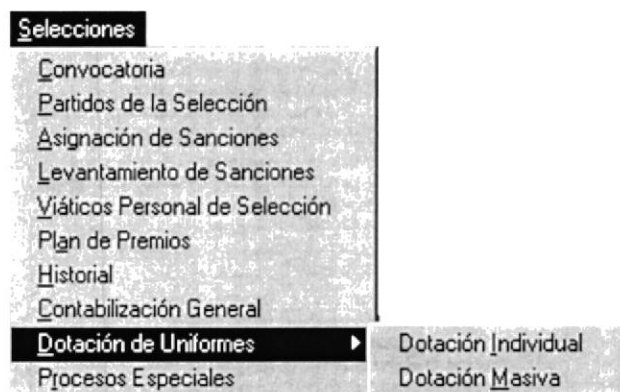 Selecciones
Convocatoria
Partidos de la Selección
Asignación de Sanciones
Levantamiento de Sanciones
Viáticos Personal de Selección
Plan de Premios
Historial
Contabilización General
Dotación de Uniformes
Dotación Individual
Procesos Especiales
Dotación Masiva